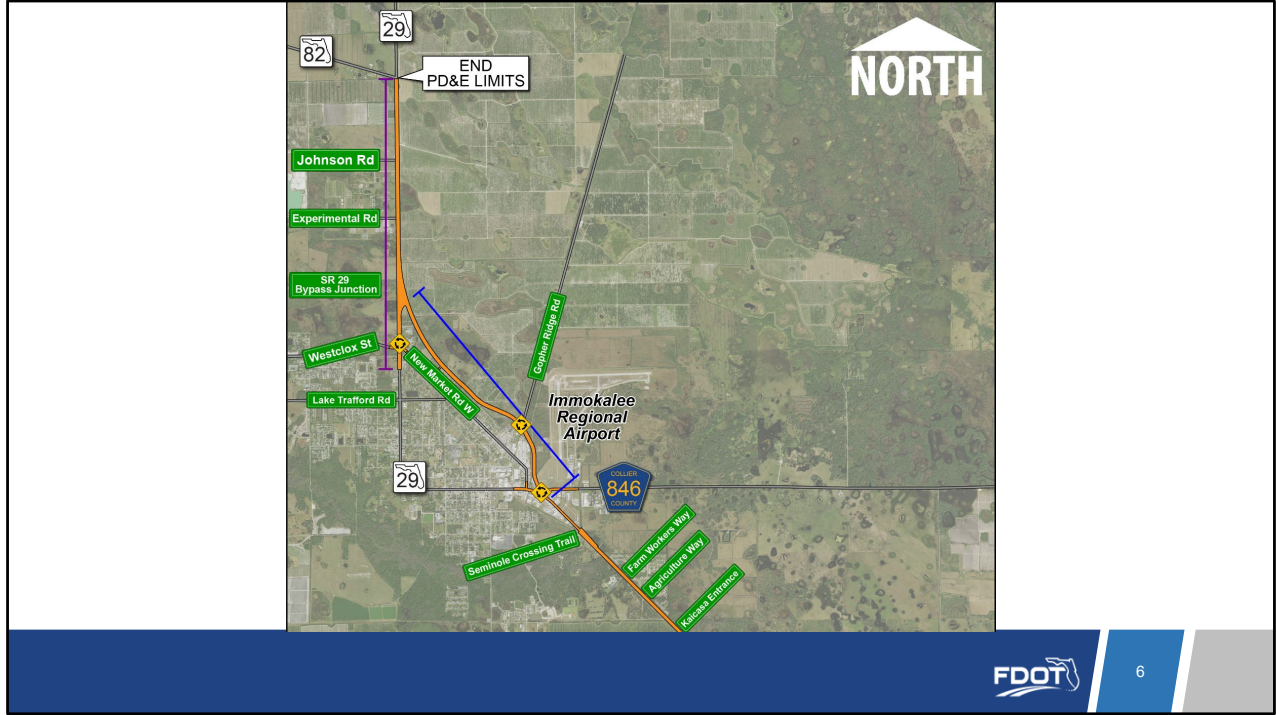 29
82
END
PD&E LIMITS
NORTH
Johnson Rd
Experimental Rd
SR 29
Bypass Junction
Westclox St
New Market Rd W
Gopher Ridge Rd
Lake Trafford Rd
Immokalee
Regional
Airport
29
COLLIER
846
COUNTY
Seminole Crossing Trail
Farm Workers Way
Agriculture Way
Kaicasa Entrance
FDOT
6